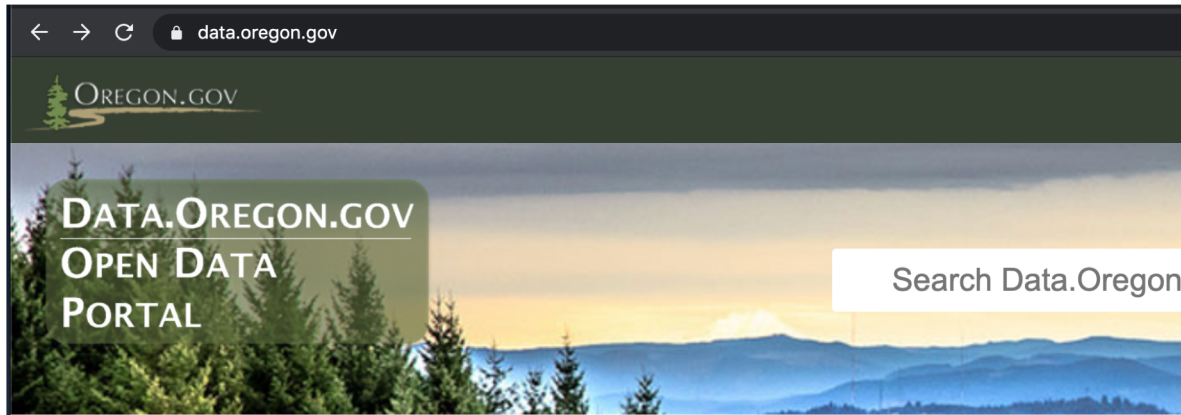 data.oregon.gov
OREGON.GOV
DATA.OREGON.GOV
OPEN DATA
PORTAL
Search Data.Oregon